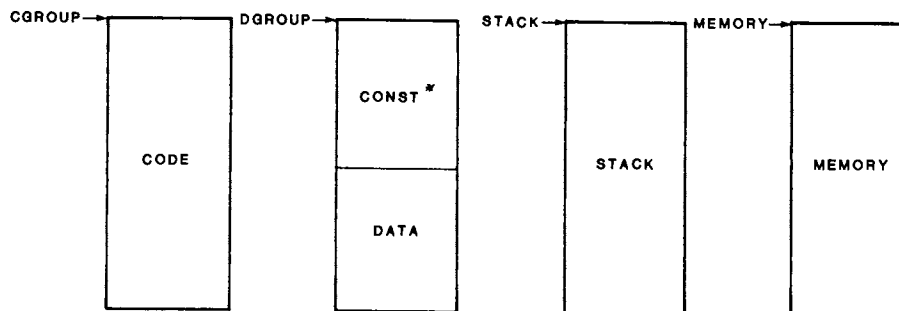 CGROUP DGROUP STACK MEMORY
CONST *
CODE STACK MEMORY
DATA